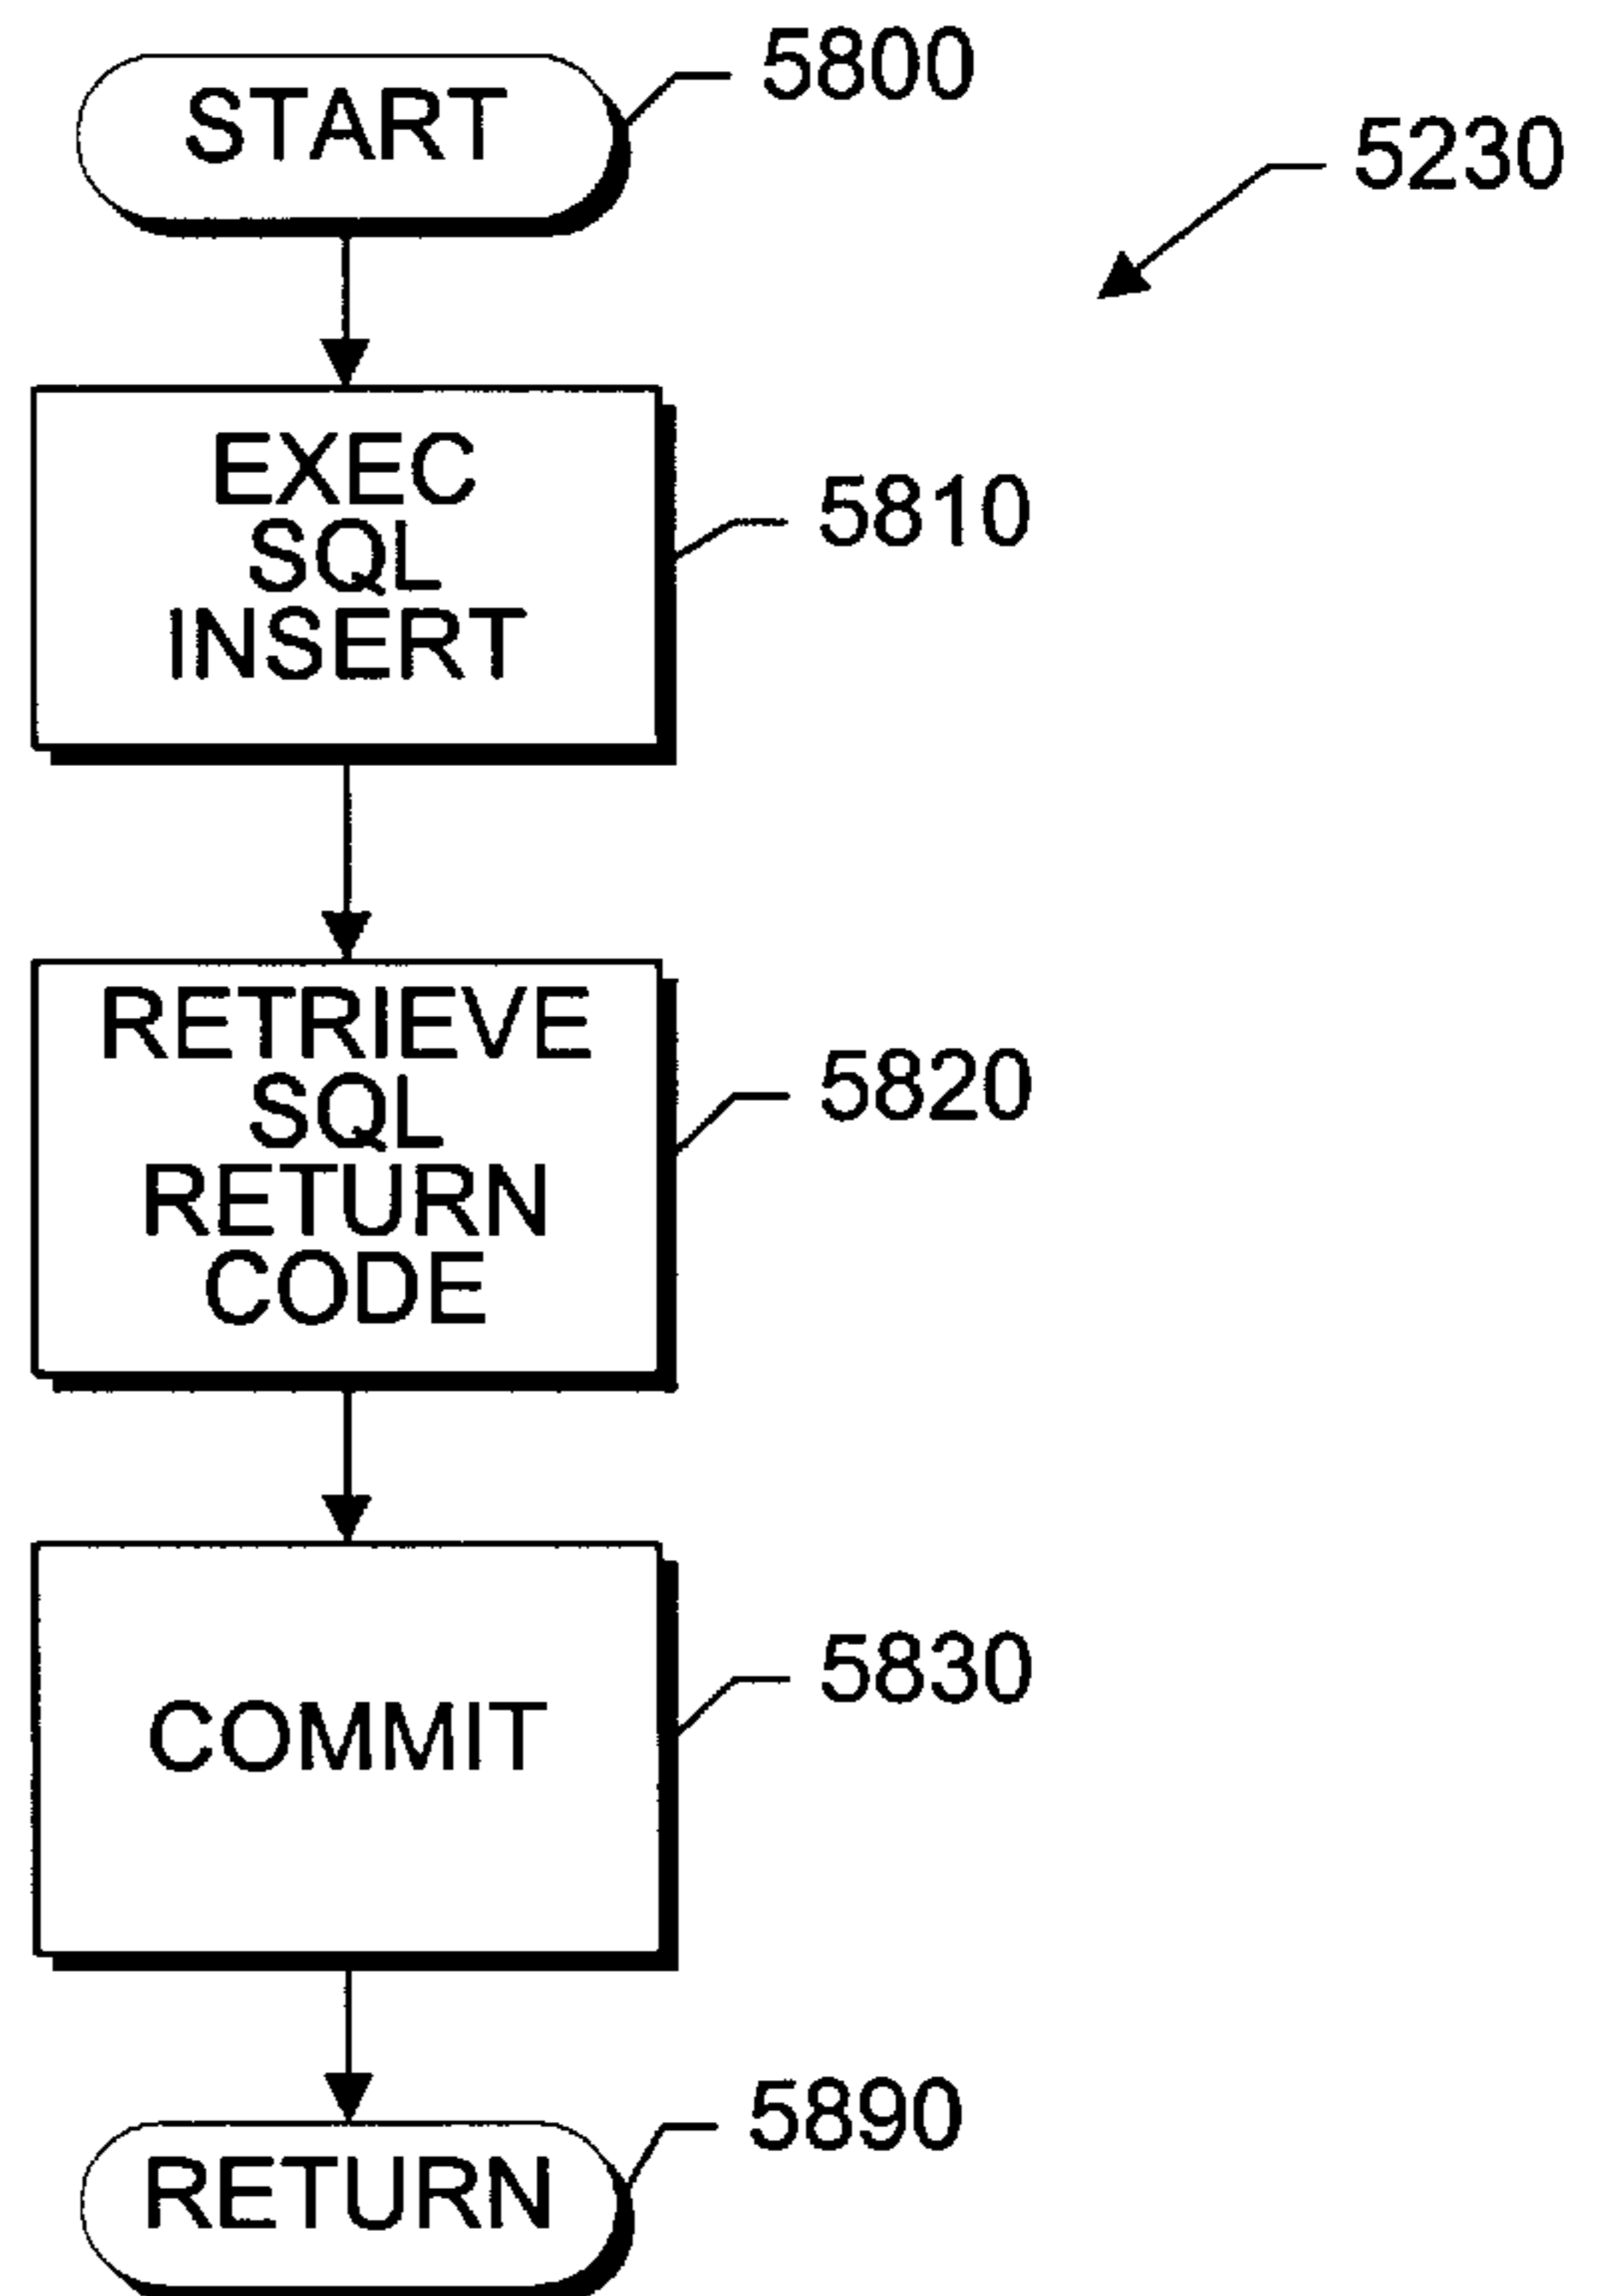 START
5800
5230
EXEC
SQL
INSERT
5810
RETRIEVE
SQL
RETURN
CODE
5820
COMMIT
5830
RETURN
5890